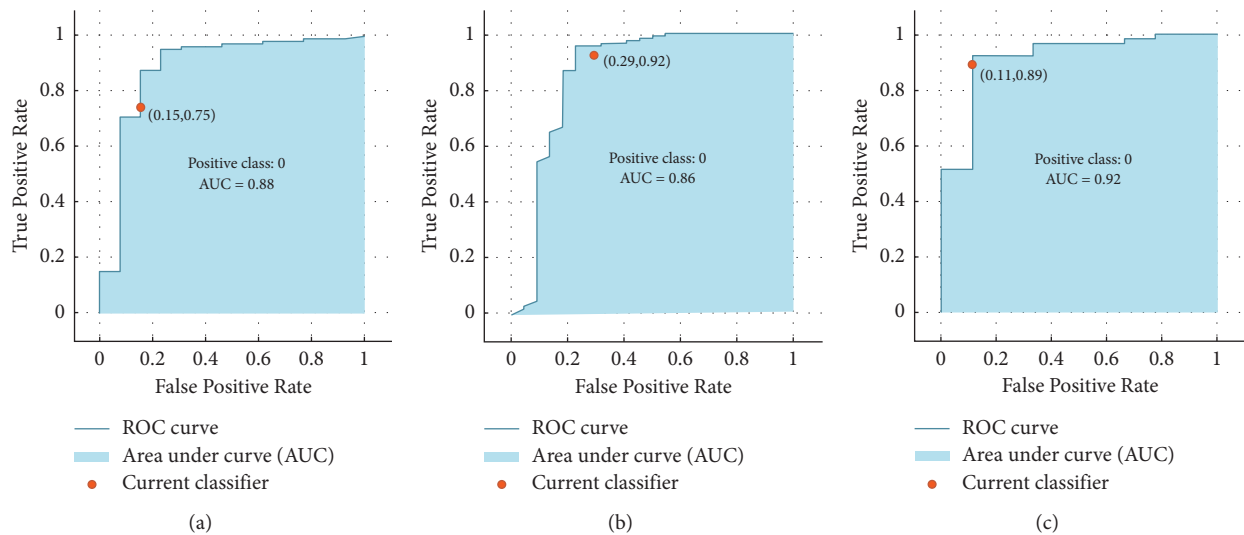 1
0.8
0.6
0.4
0.2
0
True Positive Rate
(0.15,0.75)
Positive class: 0
AUC = 0.88
0 0.2 0.4 0.6 0.8 1
False Positive Rate
ROC curve
Area under curve (AUC)
Current classifier
(a)
1
0.8
0.6
0.4
0.2
0
True Positive Rate
(0.29,0.92)
Positive class: 0
AUC = 0.86
0 0.2 0.4 0.6 0.8 1
False Positive Rate
ROC curve
Area under curve (AUC)
Current classifier
(b)
1
0.8
0.6
0.4
0.2
0
True Positive Rate
(0.11,0.89)
Positive class: 0
AUC = 0.92
0 0.2 0.4 0.6 0.8 1
False Positive Rate
ROC curve
Area under curve (AUC)
Current classifier
(c)